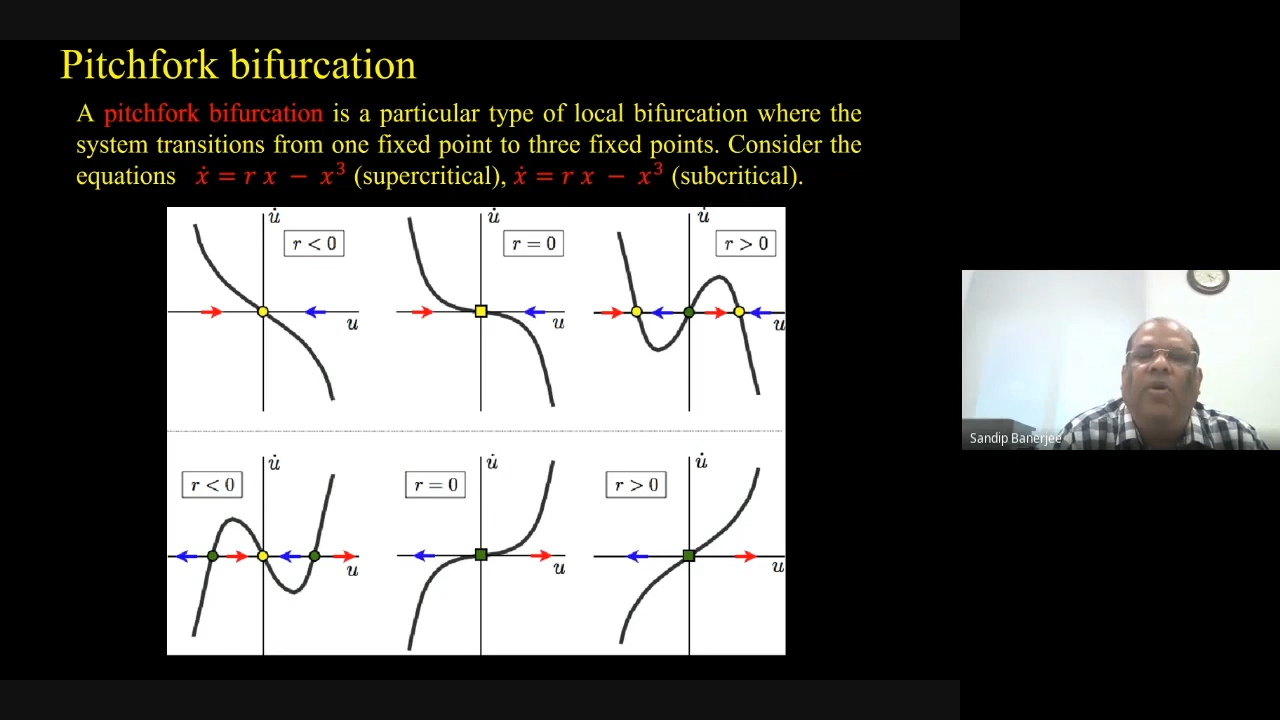 Pitchfork bifurcation
A pitchfork bifurcation is a particular type of local bifurcation where the
system transitions from one fixed point to three fixed points. Consider the
equations ẋ = r x − x³ (supercritical), ẋ = r x − x³ (subcritical).
u̇ u̇ u̇
r < 0 r = 0 r > 0
u u u
Sandip Banerjee
u̇ u̇ u̇
r < 0 r = 0 r > 0
u u u